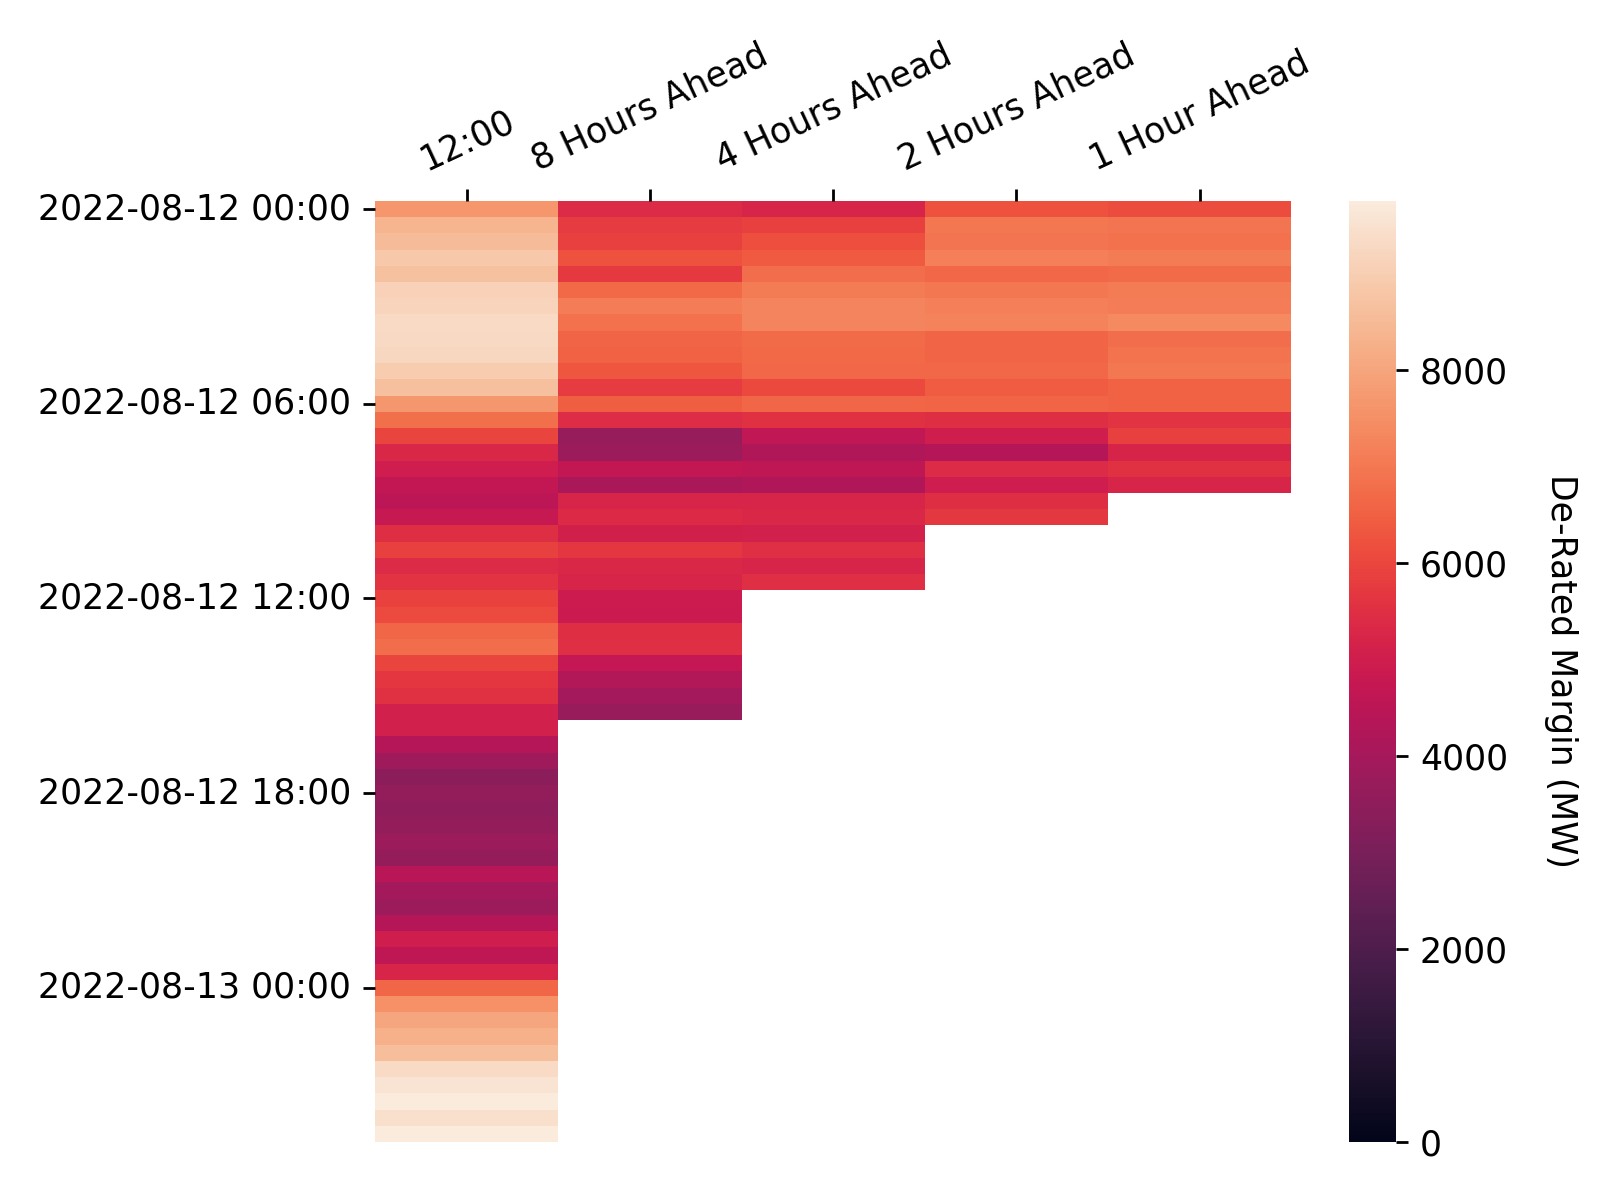 12:00
8 Hours Ahead
4 Hours Ahead
2 Hours Ahead
1 Hour Ahead
2022-08-12 00:00
2022-08-12 06:00
2022-08-12 12:00
2022-08-12 18:00
2022-08-13 00:00
8000
6000
4000
2000
0
De-Rated Margin (MW)